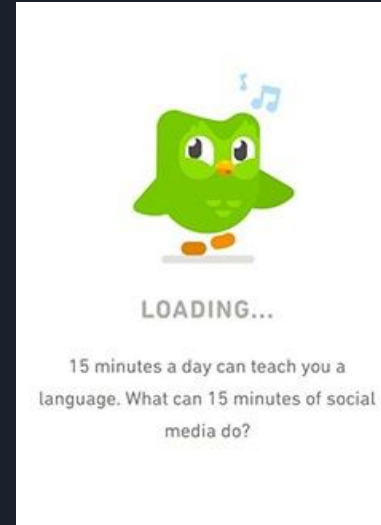 LOADING...
15 minutes a day can teach you a
language. What can 15 minutes of social
media do?